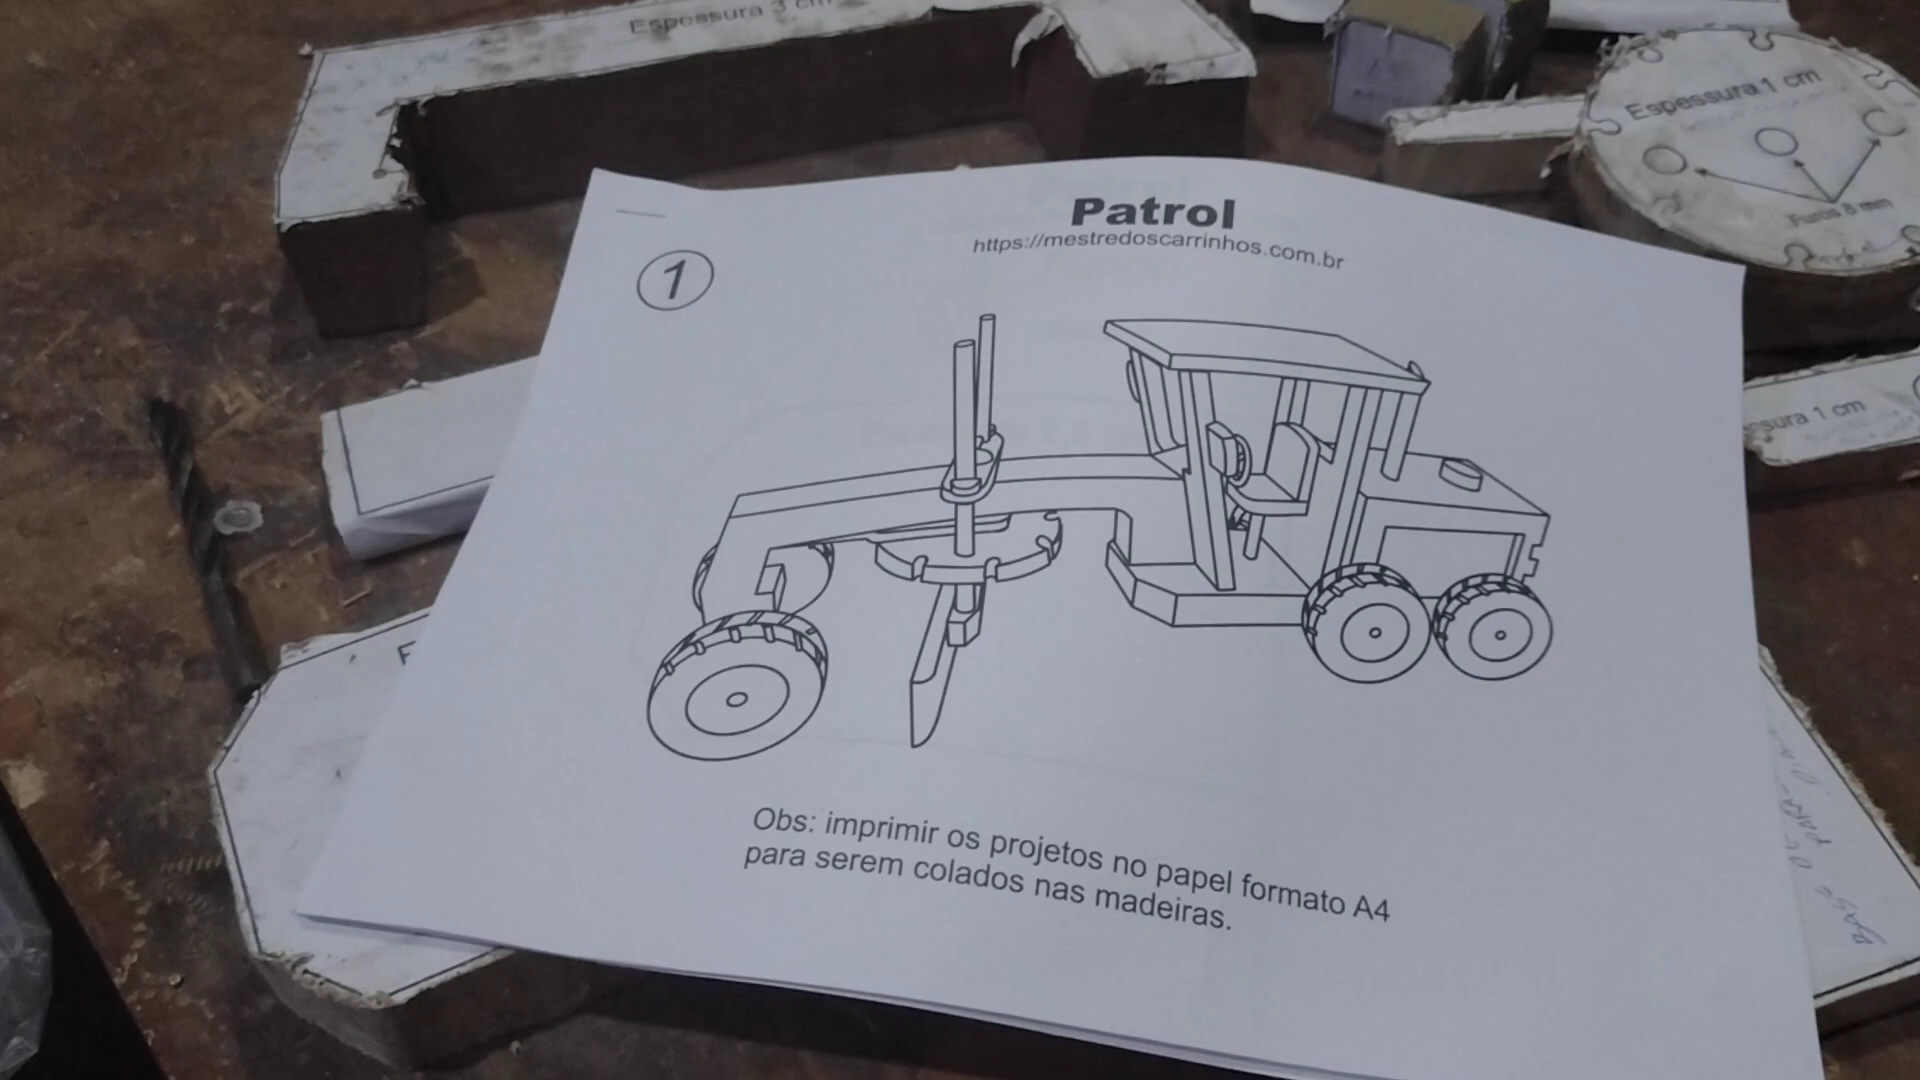 Espessura 3 cm
Espessura 1 cm
Furos 8 mm
Patrol
https://mestredoscarrinhos.com.br
1
ssura 1 cm
Obs: imprimir os projetos no papel formato A4
para serem colados nas madeiras.